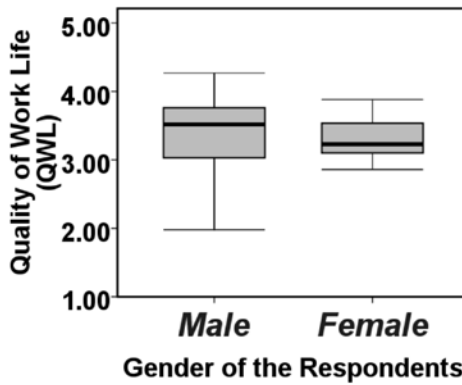 Quality of Work Life
(QWL)
5.00
4.00
3.00
2.00
1.00
Male Female
Gender of the Respondents